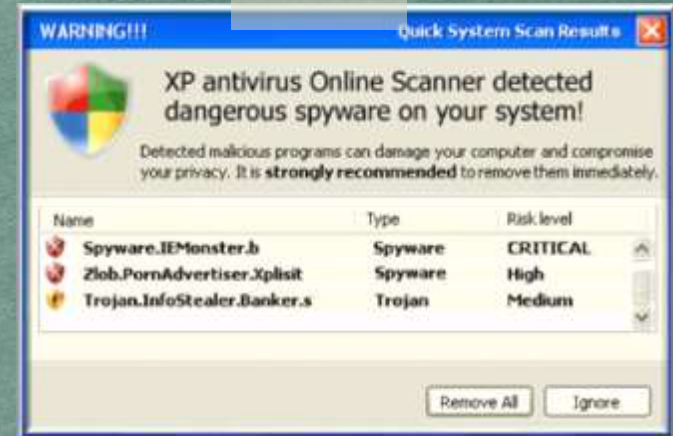 WARNING!!! Quick System Scan Results
XP antivirus Online Scanner detected
dangerous spyware on your system!
Detected malicious programs can damage your computer and compromise
your privacy. It is strongly recommended to remove them immediately.
Name Type Risk level
Spyware.IEMonster.b Spyware CRITICAL
Zlob.PornAdvertiser.Xplisit Spyware High
Trojan.InfoStealer.Banker.s Trojan Medium
Remove All Ignore